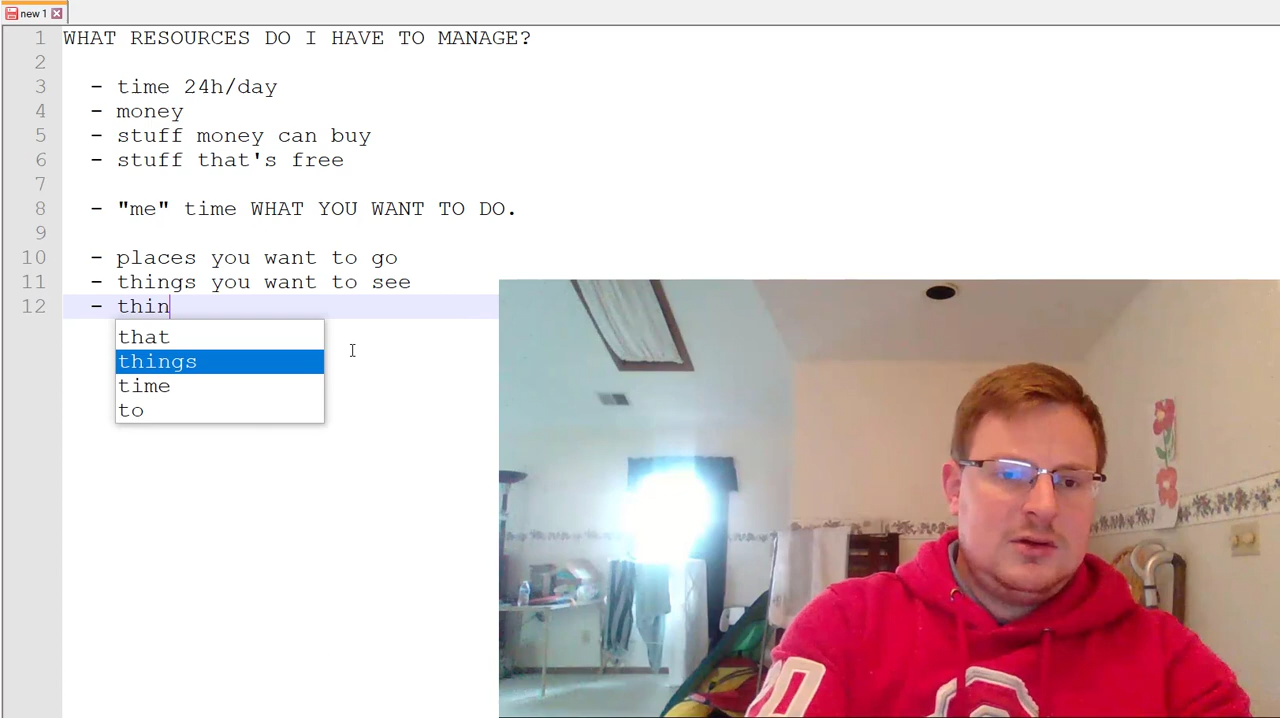 new 1
1 WHAT RESOURCES DO I HAVE TO MANAGE?
2
3 - time 24h/day
4 - money
5 - stuff money can buy
6 - stuff that's free
7
8 - "me" time WHAT YOU WANT TO DO.
9
10 - places you want to go
11 - things you want to see
12 - thin
that
things
time
to